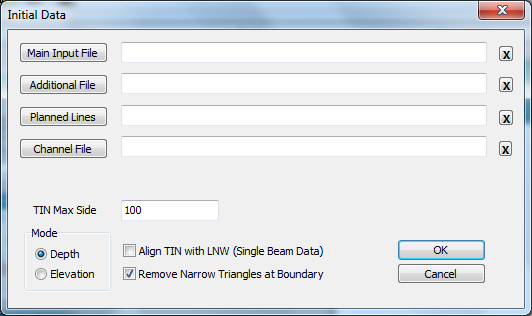 Initial Data
x
Main Input File
x
Additional File
x
Planned Lines
x
Channel File
x
TIN Max Side 100
Mode
Depth
Align TIN with LNW (Single Beam Data)
OK
Elevation
Remove Narrow Triangles at Boundary
Cancel